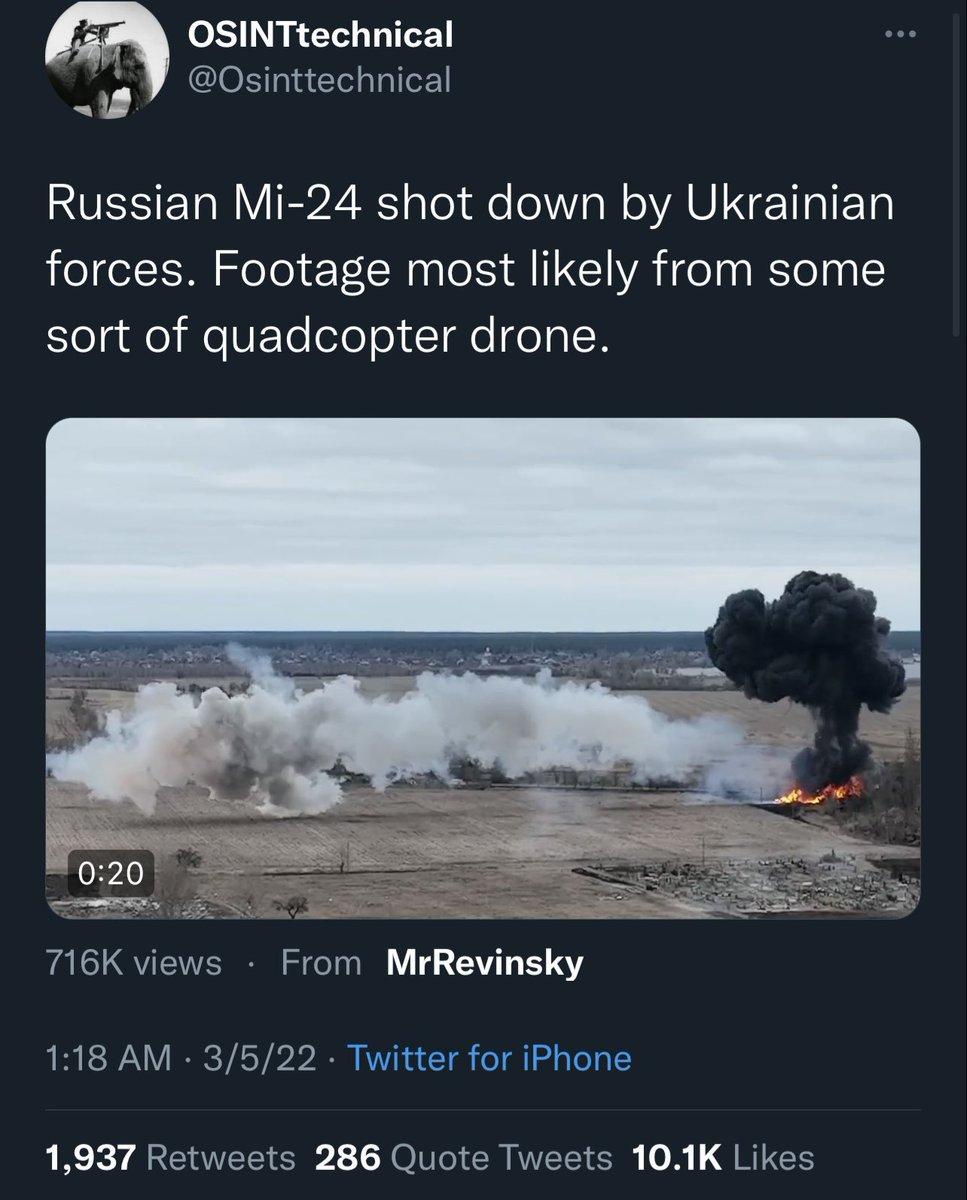 OSINTtechnical
@Osinttechnical
Russian Mi-24 shot down by Ukrainian
forces. Footage most likely from some
sort of quadcopter drone.
0:20
716K views · From MrRevinsky
1:18 AM · 3/5/22 · Twitter for iPhone
1,937 Retweets 286 Quote Tweets 10.1K Likes